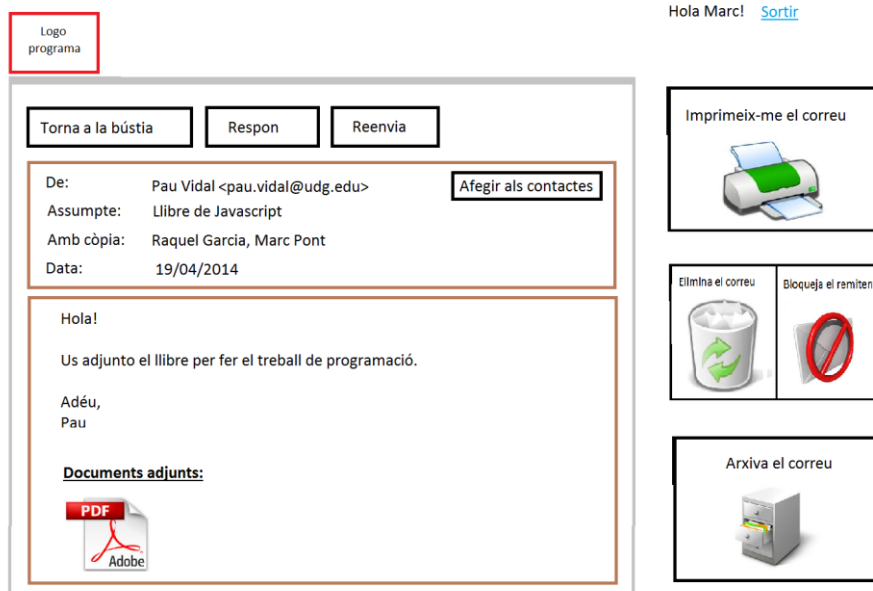 Hola Marc! Sortir
Logo
programa
Torna a la bústia
Respon
Reenvia
De: Pau Vidal <pau.vidal@udg.edu>
Afegir als contactes
Assumpte: Llibre de Javascript
Amb còpia: Raquel Garcia, Marc Pont
Data: 19/04/2014
Hola!
Us adjunto el llibre per fer el treball de programació.
Adéu,
Pau
Documents adjunts:
PDF
Adobe
Imprimeix-me el correu
Elimina el correu
Bloqueja el remiten
Arxiva el correu